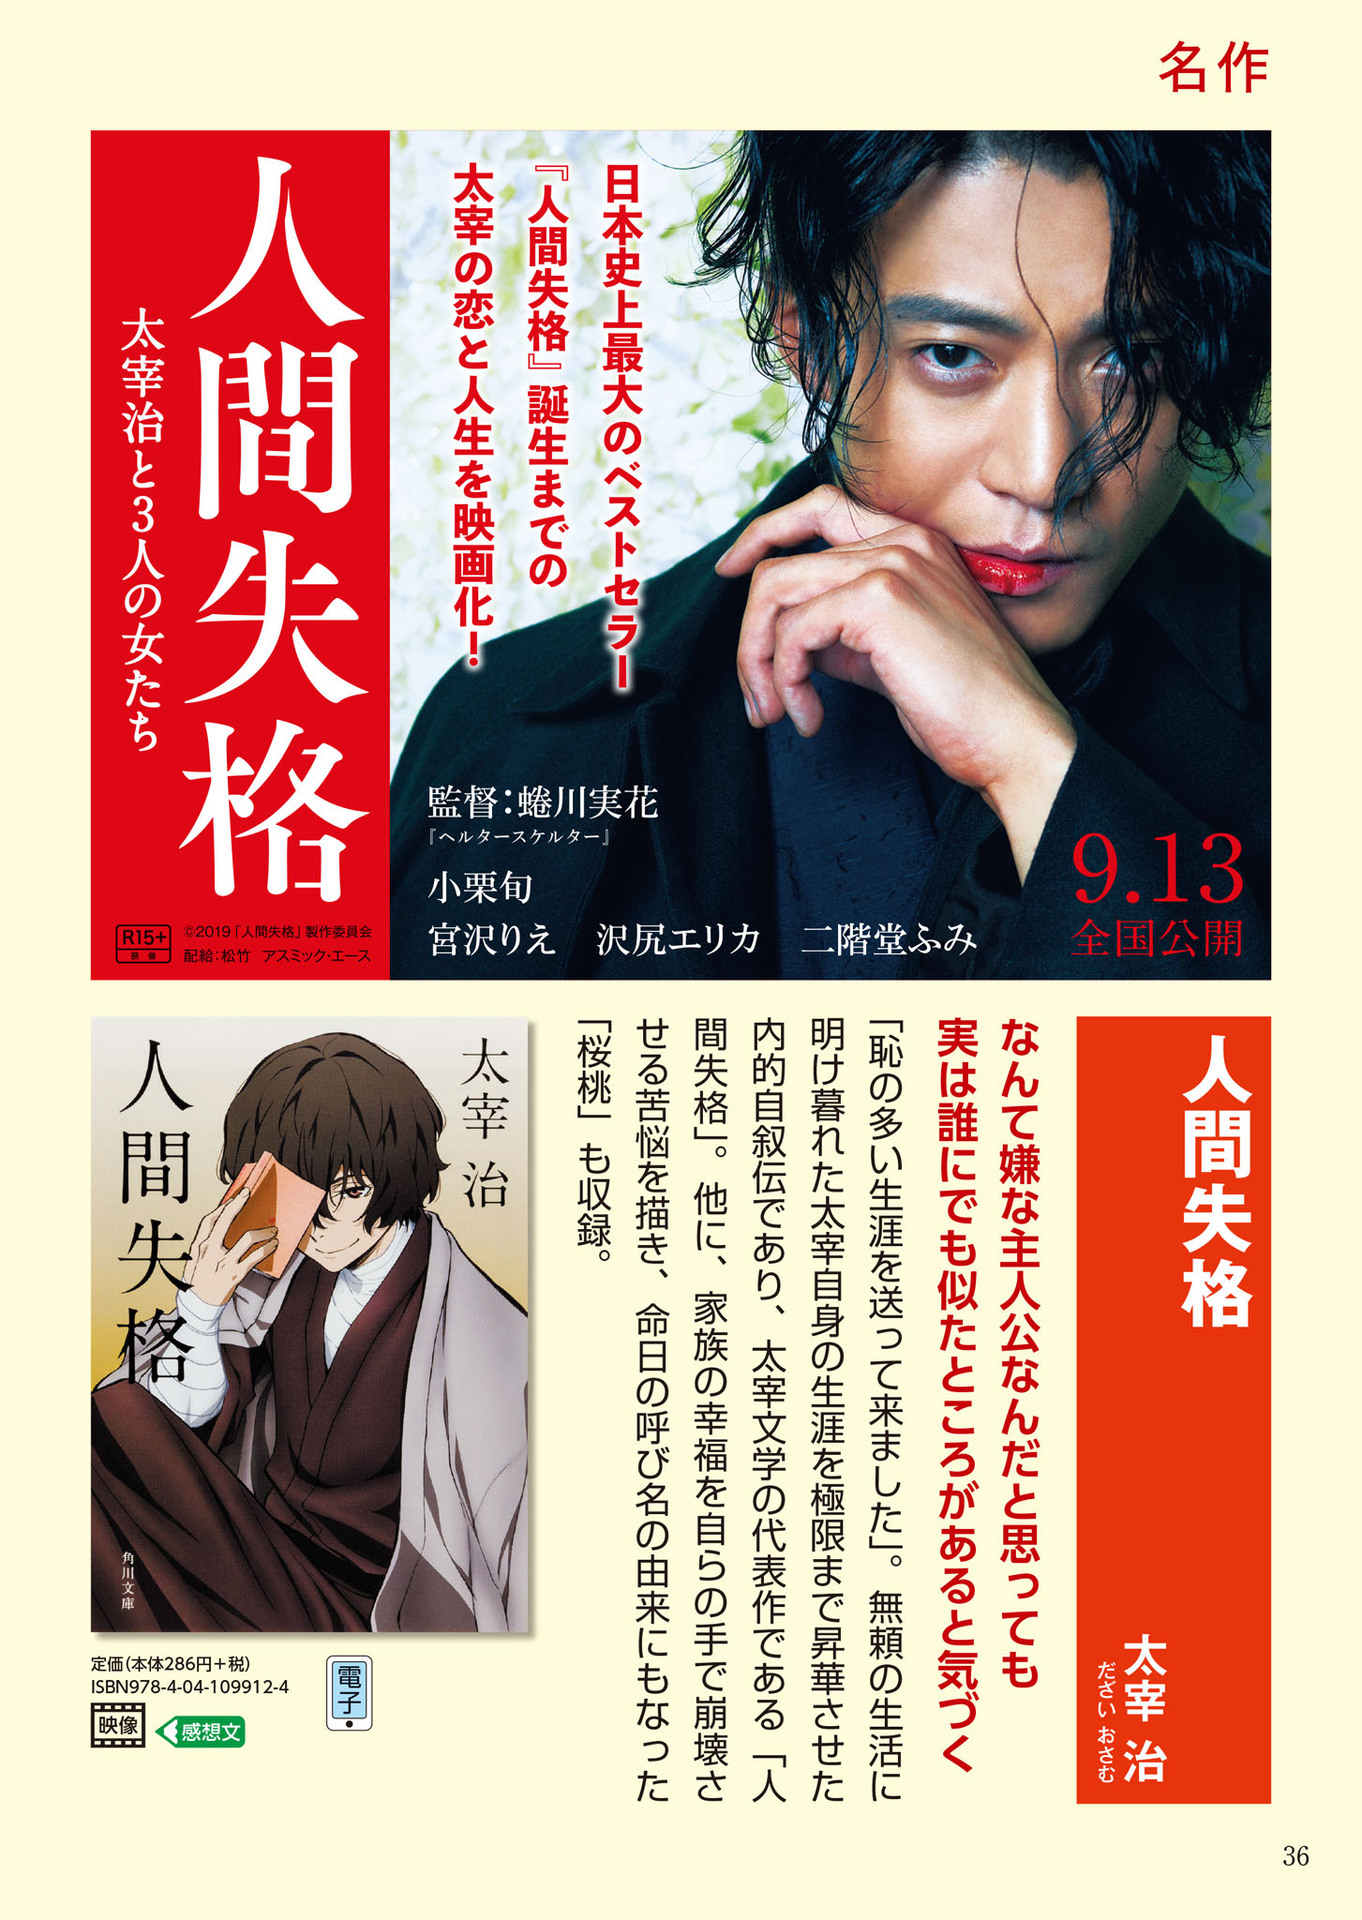 名作
人間失格
太宰治と3人の女たち
R15+
映倫
©2019「人間失格」製作委員会
配給：松竹 アスミック・エース
日本史上最大のベストセラー
『人間失格』誕生までの
太宰の恋と人生を映画化！
監督：蜷川実花
『ヘルタースケルター』
小栗旬
宮沢りえ 沢尻エリカ 二階堂ふみ
9.13
全国公開
人間失格
太宰 治
だざい おさむ
なんて嫌な主人公なんだと思っても
実は誰にでも似たところがあると気づく
「恥の多い生涯を送って来ました」。無頼の生活に
明け暮れた太宰自身の生涯を極限まで昇華させた
内的自叙伝であり、太宰文学の代表作である「人
間失格」。他に、家族の幸福を自らの手で崩壊さ
せる苦悩を描き、命日の呼び名の由来にもなった
「桜桃」も収録。
太宰 治
人間失格
角川文庫
定価（本体286円＋税）
ISBN978-4-04-109912-4
映像
感想文
電子
36